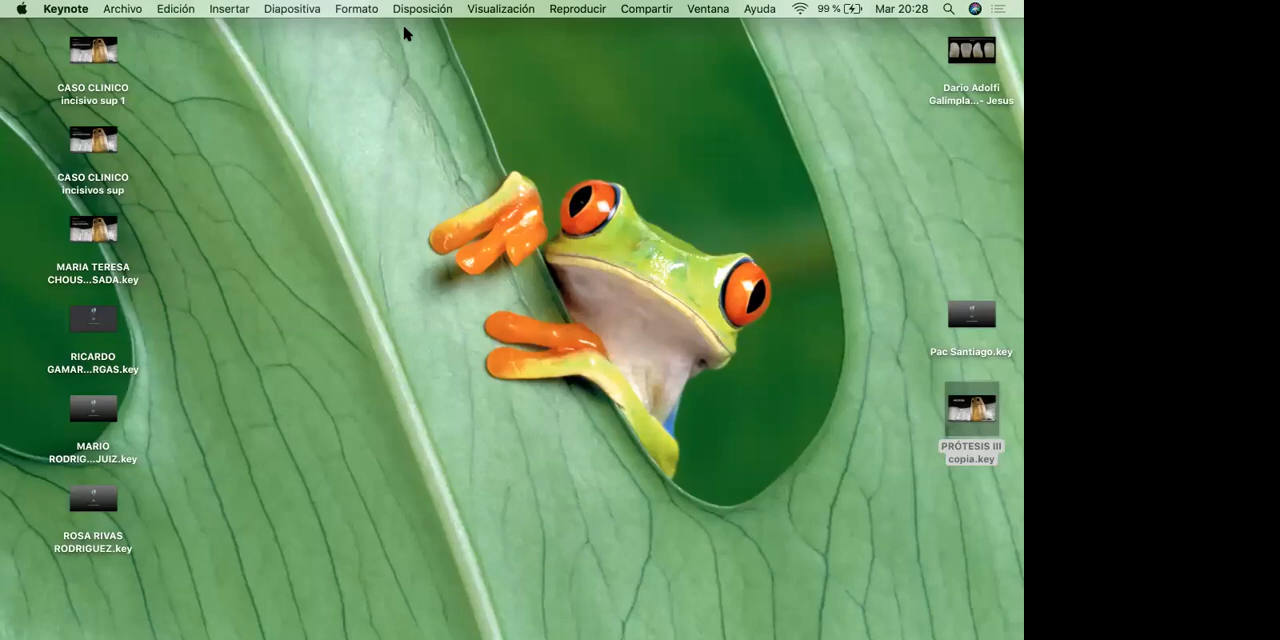 Keynote Archivo Edición Insertar Diapositiva Formato Disposición Visualización Reproducir Compartir Ventana Ayuda 99 % Mar 20:28
CASO CLINICO
incisivo sup 1
CASO CLINICO
incisivos sup
MARIA TERESA
CHOUS...SADA.key
RICARDO
GAMAR...RGAS.key
MARIO
RODRIG...JUIZ.key
ROSA RIVAS
RODRIGUEZ.key
Dario Adolfi
Galimpla...- Jesus
Pac Santiago.key
PRÓTESIS III
copia.key